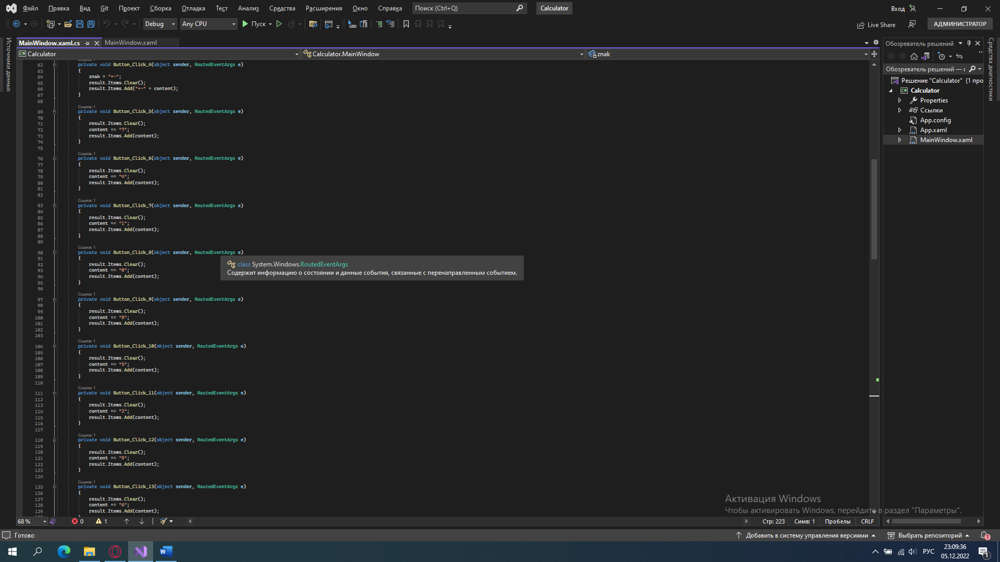 Файл Правка Вид Git Проект Сборка Отладка Тест Анализ Средства Расширения Окно Справка Поиск (Ctrl+Q) Calculator Вход
Debug Any CPU Пуск Live Share АДМИНИСТРАТОР
Источники данных
MainWindow.xaml.cs MainWindow.xaml
Calculator Calculator.MainWindow znak
Ссылок: 1
62 private void Button_Click_4(object sender, RoutedEventArgs e)
63 {
64 znak = "+-";
65 result.Items.Clear();
66 result.Items.Add("+-" + content);
67 }
68
Ссылок: 1
69 private void Button_Click_5(object sender, RoutedEventArgs e)
70 {
71 result.Items.Clear();
72 content += "7";
73 result.Items.Add(content);
74 }
75
Ссылок: 1
76 private void Button_Click_6(object sender, RoutedEventArgs e)
77 {
78 result.Items.Clear();
79 content += "4";
80 result.Items.Add(content);
81 }
82
Ссылок: 1
83 private void Button_Click_7(object sender, RoutedEventArgs e)
84 {
85 result.Items.Clear();
86 content += "1";
87 result.Items.Add(content);
88 }
89
Ссылок: 1
90 private void Button_Click_8(object sender, RoutedEventArgs e)
91 {
92 result.Items.Clear();
93 content += "0";
94 result.Items.Add(content);
95 }
96
class System.Windows.RoutedEventArgs
Содержит информацию о состоянии и данные события, связанные с перенаправленным событием.
Ссылок: 1
97 private void Button_Click_9(object sender, RoutedEventArgs e)
98 {
99 result.Items.Clear();
100 content += "8";
101 result.Items.Add(content);
102 }
103
Ссылок: 1
104 private void Button_Click_10(object sender, RoutedEventArgs e)
105 {
106 result.Items.Clear();
107 content += "5";
108 result.Items.Add(content);
109 }
110
Ссылок: 1
111 private void Button_Click_11(object sender, RoutedEventArgs e)
112 {
113 result.Items.Clear();
114 content += "2";
115 result.Items.Add(content);
116 }
117
Ссылок: 1
118 private void Button_Click_12(object sender, RoutedEventArgs e)
119 {
120 result.Items.Clear();
121 content += "9";
122 result.Items.Add(content);
123 }
124
Ссылок: 1
125 private void Button_Click_13(object sender, RoutedEventArgs e)
126 {
127 result.Items.Clear();
128 content += "6";
129 result.Items.Add(content);
Обозреватель решений
Обозреватель решений —
Решение "Calculator" (1 про
Calculator
Properties
Ссылки
App.config
App.xaml
MainWindow.xaml
Средства диагностики
Активация Windows
Чтобы активировать Windows, перейдите в раздел "Параметры".
68 % 0 1 Стр: 223 Симв: 1 Пробелы CRLF
Готово Добавить в систему управления версиями Выбрать репозиторий 1
РУС 23:09:36
05.12.2022 1